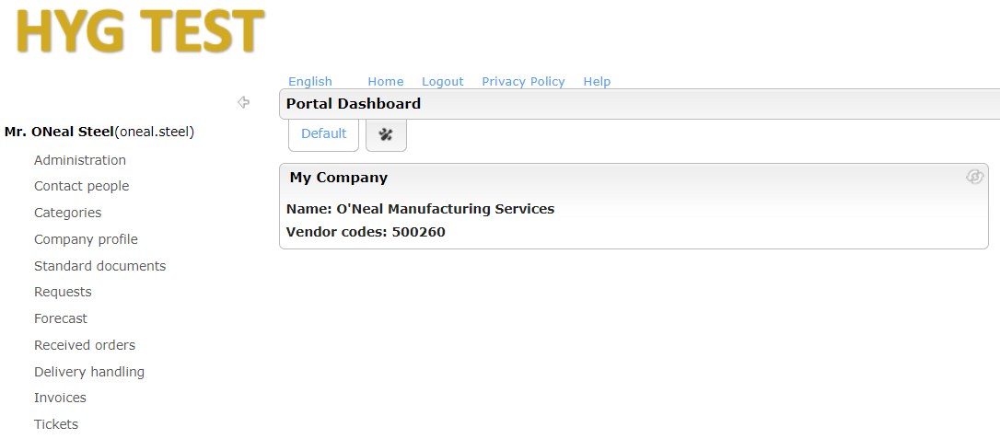 HYG TEST
English Home Logout Privacy Policy Help
Portal Dashboard
Mr. ONeal Steel(oneal.steel)
Default
Administration
Contact people
Categories
Company profile
Standard documents
Requests
Forecast
Received orders
Delivery handling
Invoices
Tickets
My Company
Name: O'Neal Manufacturing Services
Vendor codes: 500260